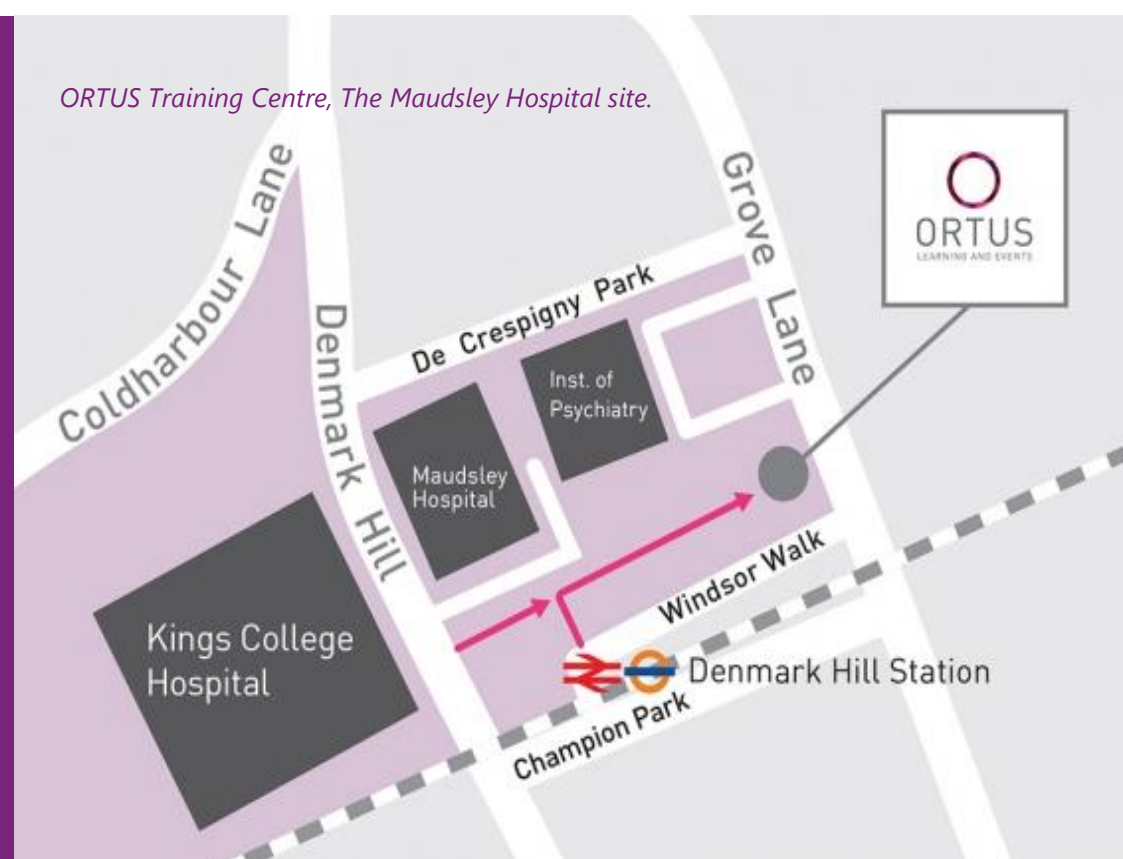 ORTUS Training Centre, The Maudsley Hospital site.
Coldharbour Lane
Denmark Hill
Grove Lane
ORTUS
LEARNING AND EVENTS
De Crespigny Park
Inst. of
Psychiatry
Maudsley
Hospital
Windsor Walk
Kings College
Hospital
Denmark Hill Station
Champion Park